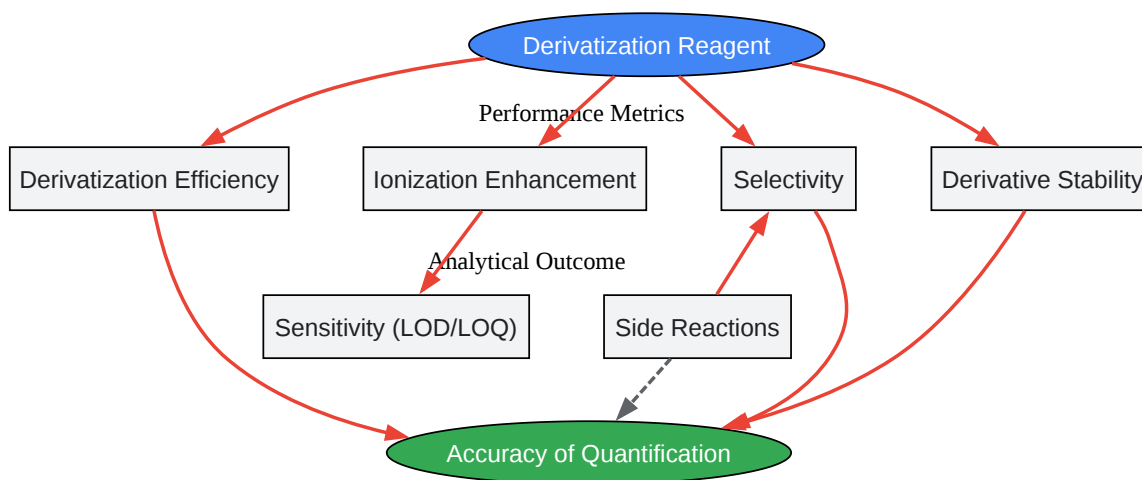 Derivatization Reagent
Performance Metrics
Derivatization Efficiency
Ionization Enhancement
Selectivity
Derivative Stability
Analytical Outcome
Sensitivity (LOD/LOQ)
Side Reactions
Accuracy of Quantification